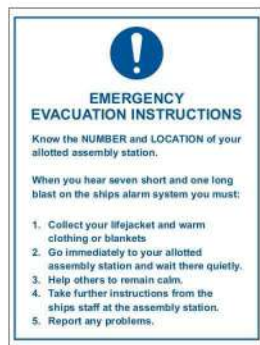 EMERGENCY
EVACUATION INSTRUCTIONS
Know the NUMBER and LOCATION of your
allotted assembly station.
When you hear seven short and one long
blast on the ships alarm system you must:
1. Collect your lifejacket and warm
clothing or blankets
2. Go immediately to your allotted
assembly station and wait there quietly.
3. Help others to remain calm.
4. Take further instructions from the
ships staff at the assembly station.
5. Report any problems.